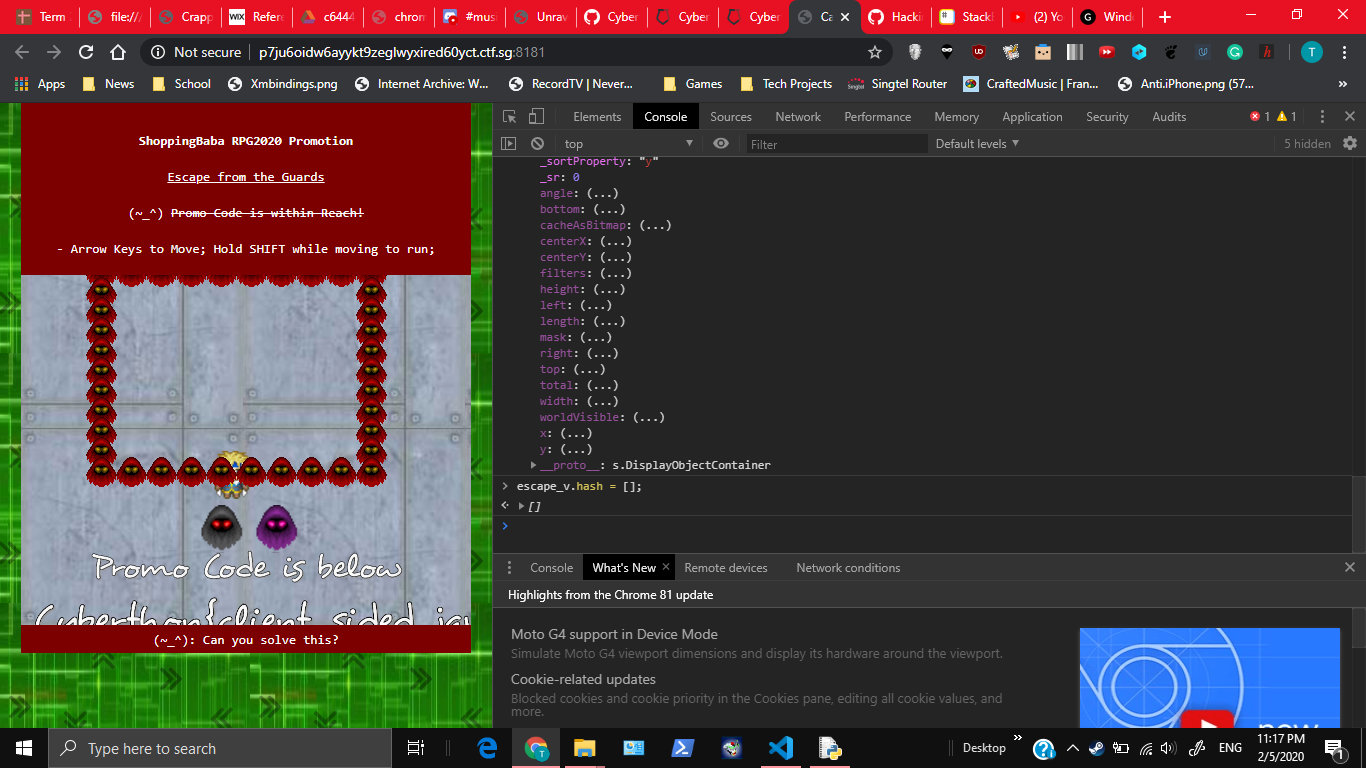 Term
file:///
Crapp
WIX Refere
c6444
chrom
#mus
Unrav
Cyber
Cyber
Cyber
Ca
Hacki
Stackl
(2) Yo
G Wind
Not secure p7ju6oidw6ayykt9zeglwyxired60yct.ctf.sg:8181
T
Apps News School Xmbindings.png Internet Archive: W... RecordTV | Never... Games Tech Projects Singtel Router CraftedMusic | Fran... Anti.iPhone.png (57... »
ShoppingBaba RPG2020 Promotion
Escape from the Guards
(~_^) Promo Code is within Reach!
- Arrow Keys to Move; Hold SHIFT while moving to run;
Promo Code is below
Cyberthon{client_sided_jav
(~_^): Can you solve this?
Elements Console Sources Network Performance Memory Application Security Audits 1 1
top Filter Default levels 5 hidden
_sortProperty: "y"
_sr: 0
angle: (...)
bottom: (...)
cacheAsBitmap: (...)
centerX: (...)
centerY: (...)
filters: (...)
height: (...)
left: (...)
length: (...)
mask: (...)
right: (...)
top: (...)
total: (...)
width: (...)
worldVisible: (...)
x: (...)
y: (...)
__proto__: s.DisplayObjectContainer
escape_v.hash = [];
[]
Console What's New Remote devices Network conditions
Highlights from the Chrome 81 update
Moto G4 support in Device Mode
Simulate Moto G4 viewport dimensions and display its hardware around the viewport.
Cookie-related updates
Blocked cookies and cookie priority in the Cookies pane, editing all cookie values, and
more.
new
Type here to search
Desktop » ENG
11:17 PM
2/5/2020
1